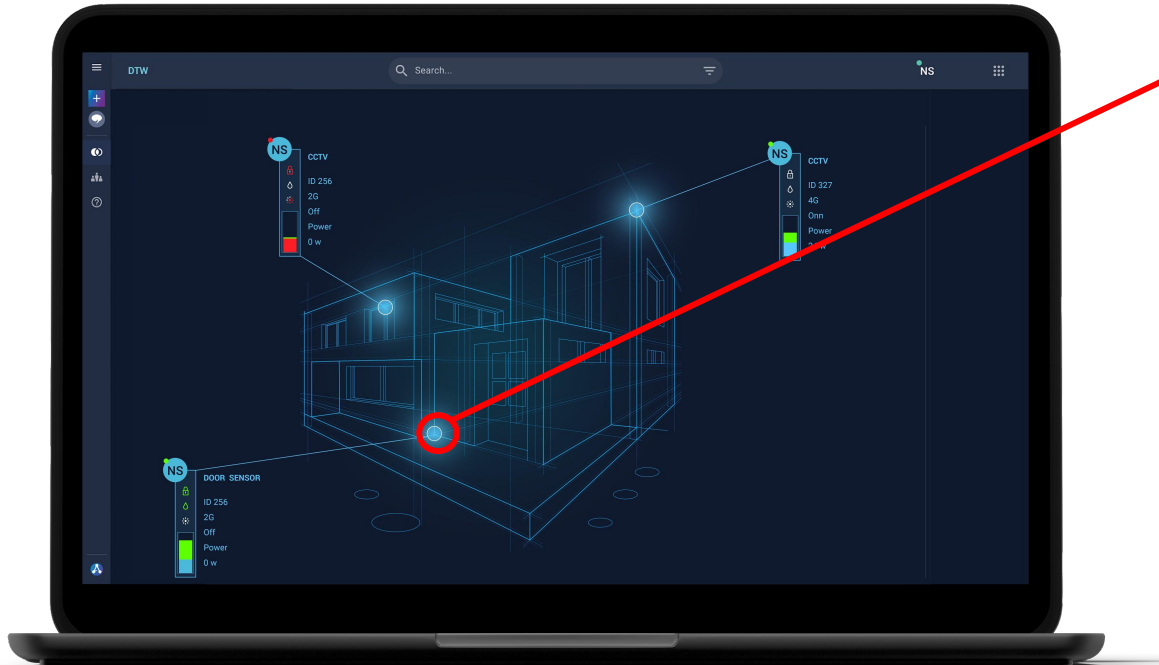 DTW
Search...
NS
NS
CCTV
ID 256
2G
Off
Power
0 w
NS
CCTV
ID 327
4G
Onn
Power
NS
DOOR SENSOR
ID 256
2G
Off
Power
0 w